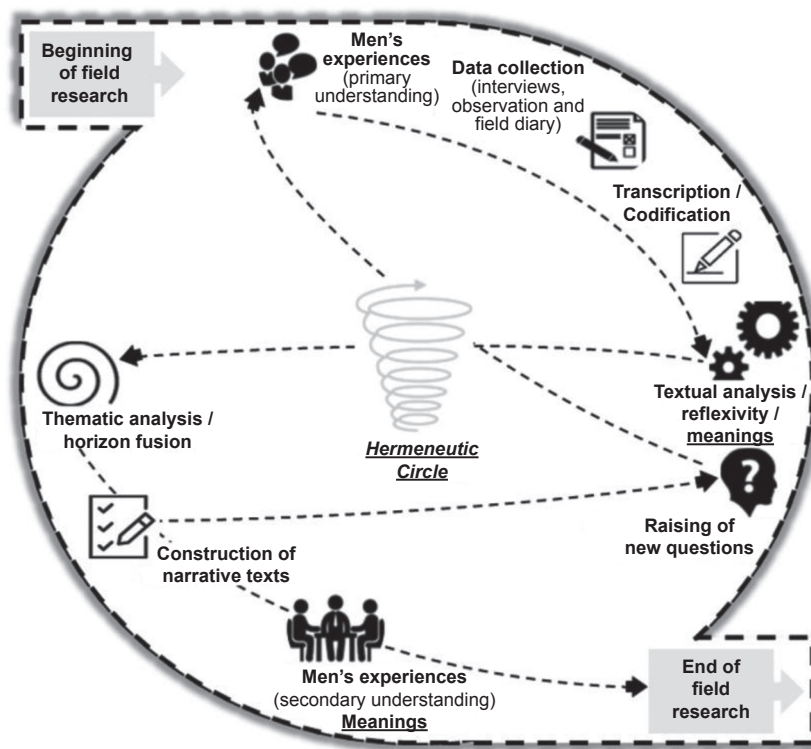 Beginning
of field
research
Men's
experiences
(primary
understanding)
Data collection
(interviews,
observation and
field diary)
Transcription /
Codification
Textual analysis /
reflexivity /
meanings
Thematic analysis /
horizon fusion
Hermeneutic
Circle
?
Raising of
new questions
Construction of
narrative texts
Men's experiences
(secondary understanding)
Meanings
End of
field
research